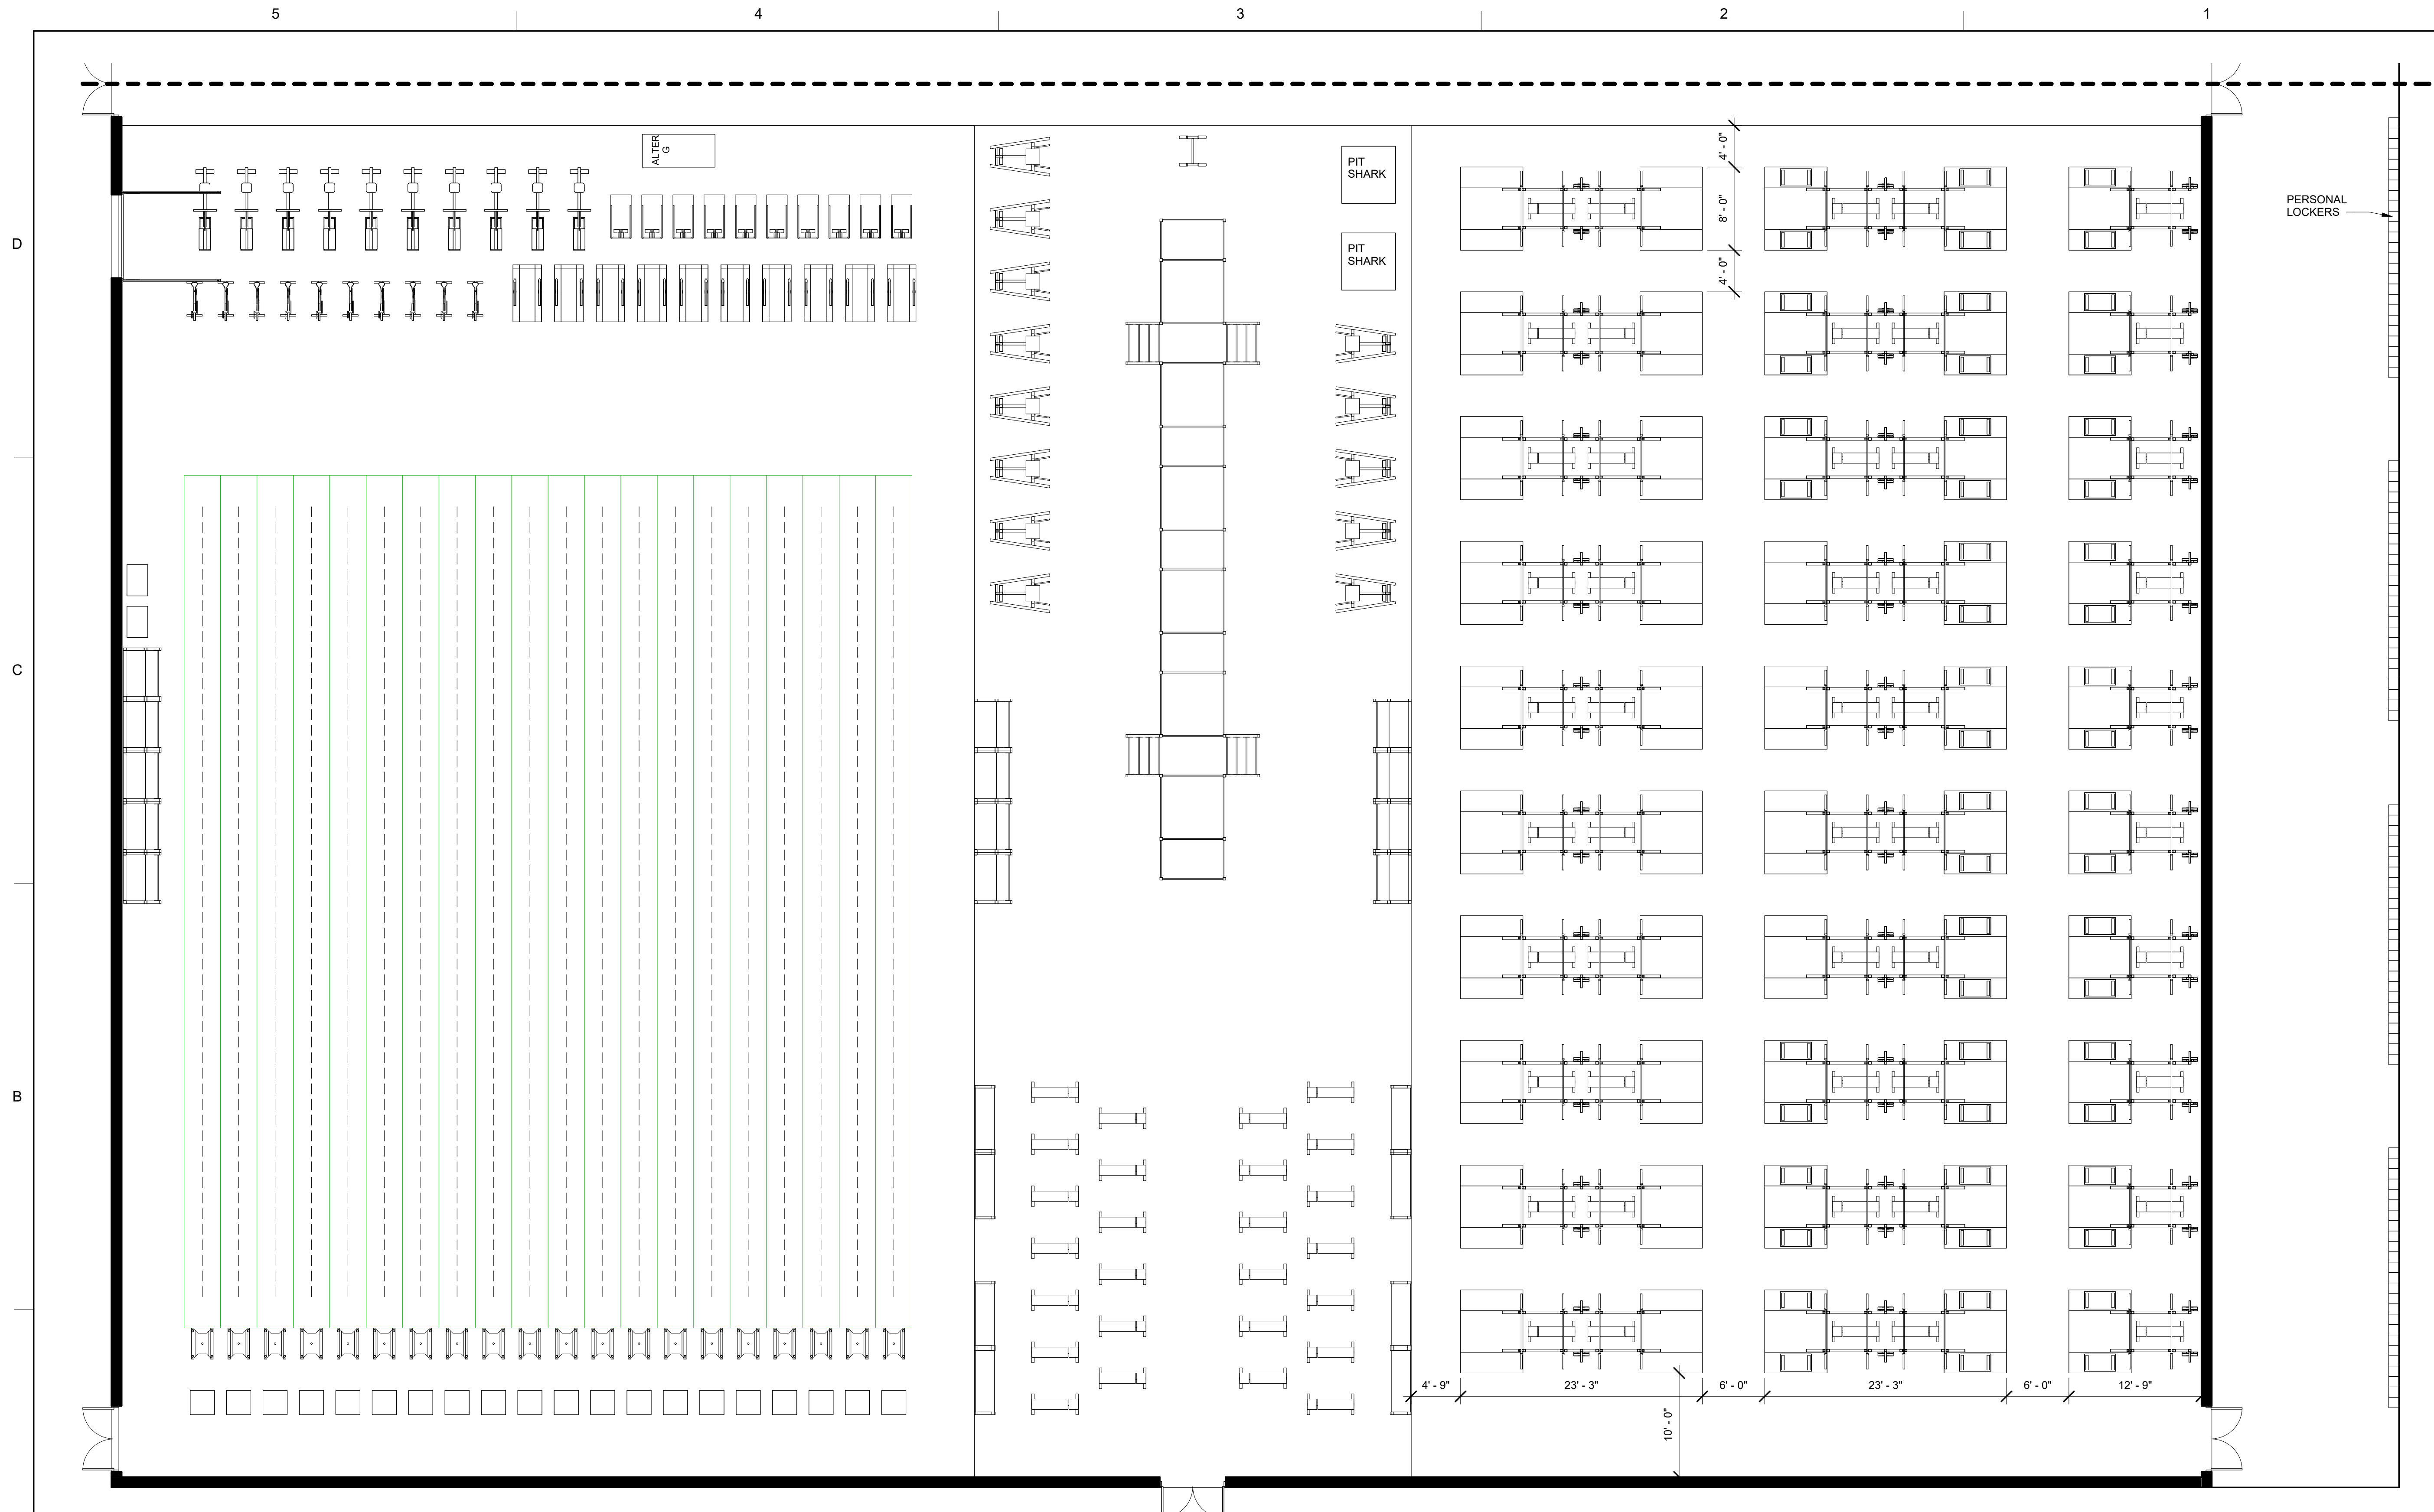 5 4 3 2 1
ALTER
G
PIT
SHARK
4' - 0"
8' - 0"
PERSONAL
LOCKERS
D
PIT
SHARK
4' - 0"
C
B
4' - 9" 23' - 3" 6' - 0" 23' - 3" 6' - 0" 12' - 9"
10' - 0"